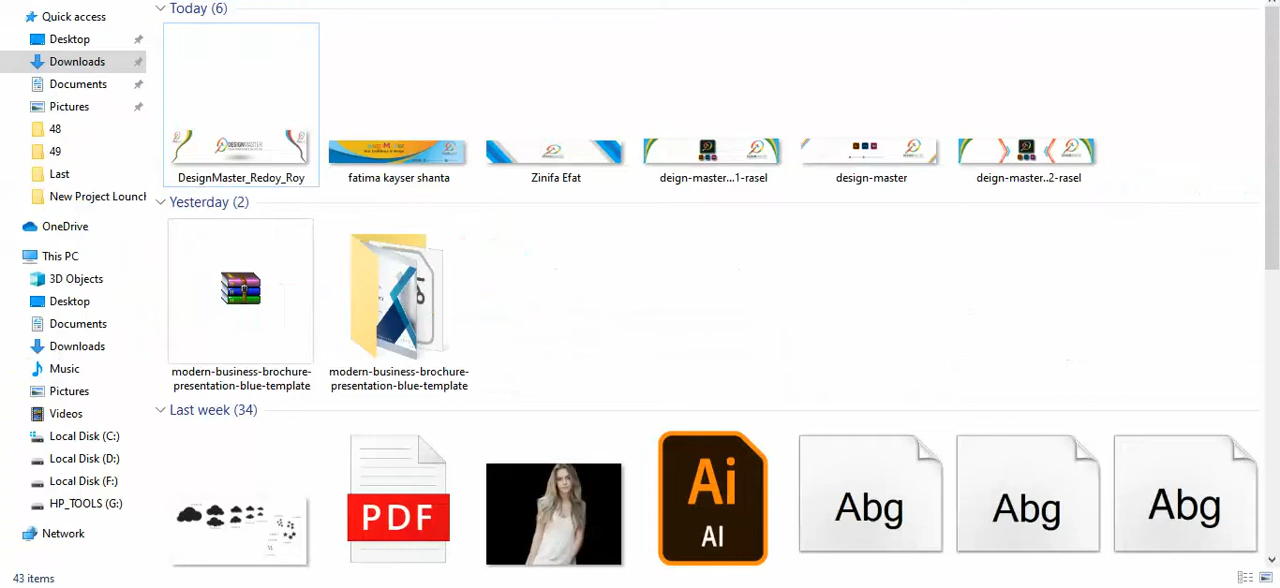 Quick access
Desktop
Downloads
Documents
Pictures
48
49
Last
New Project Lounch
OneDrive
This PC
3D Objects
Desktop
Documents
Downloads
Music
Pictures
Videos
Local Disk (C:)
Local Disk (D:)
Local Disk (F:)
HP_TOOLS (G:)
Network
43 items
Today (6)
DESIGNMASTER
DesignMaster_Redoy_Roy
fatima kayser shanta
Zinifa Efat
deign-master...1-rasel
design-master
deign-master..2-rasel
Yesterday (2)
modern-business-brochure-
presentation-blue-template
modern-business-brochure-
presentation-blue-template
Last week (34)
PDF
Ai
AI
Abg
Abg
Abg